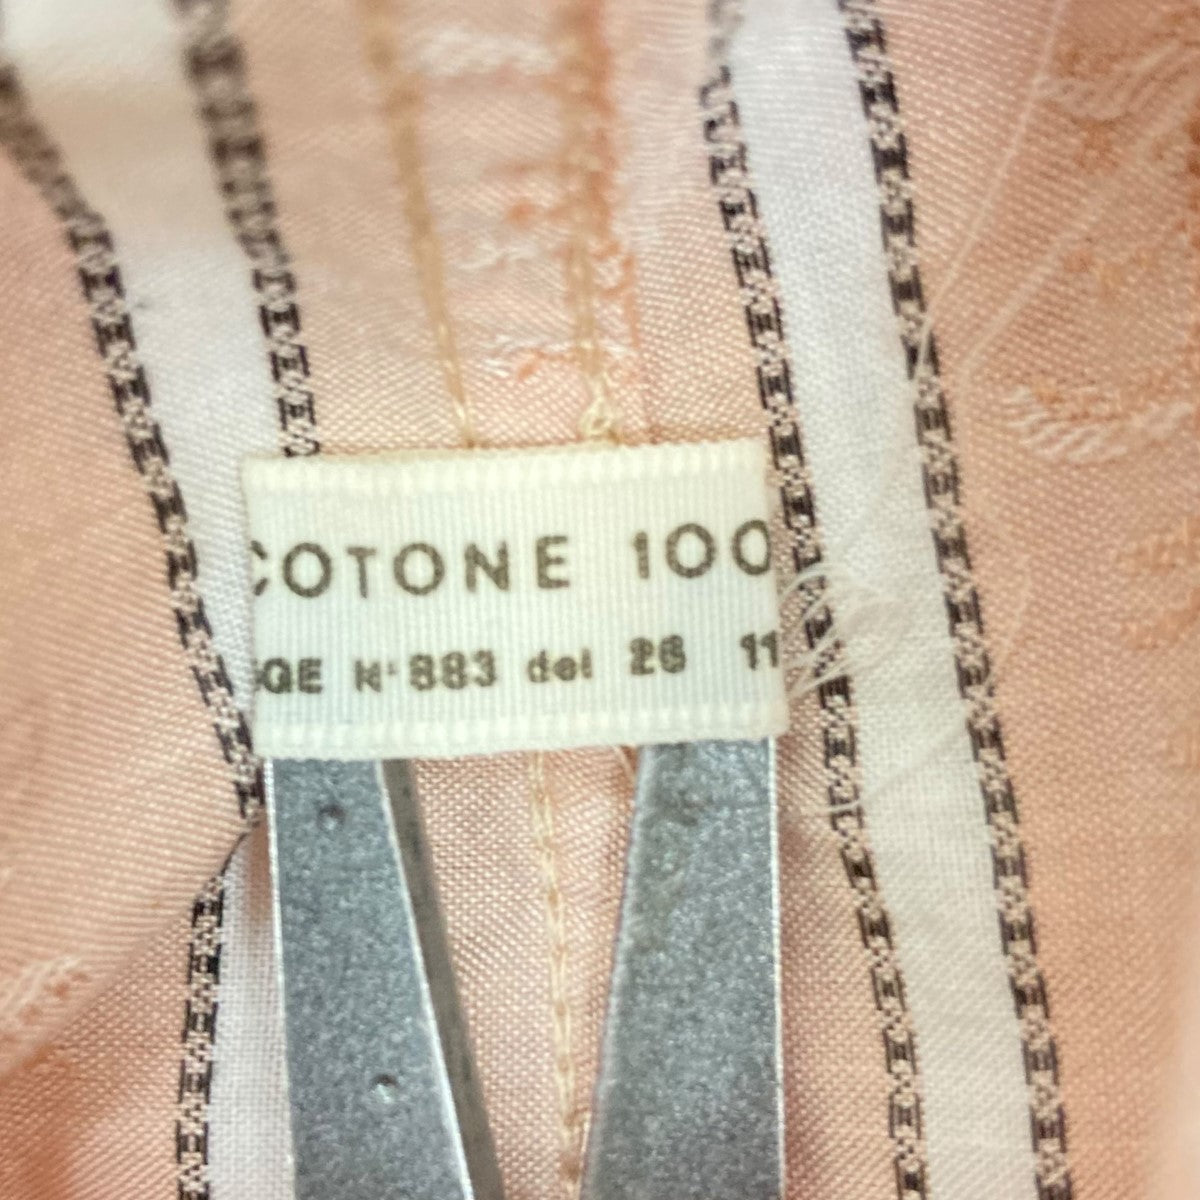 COTONE 100
GGE N° 883 del 26 11